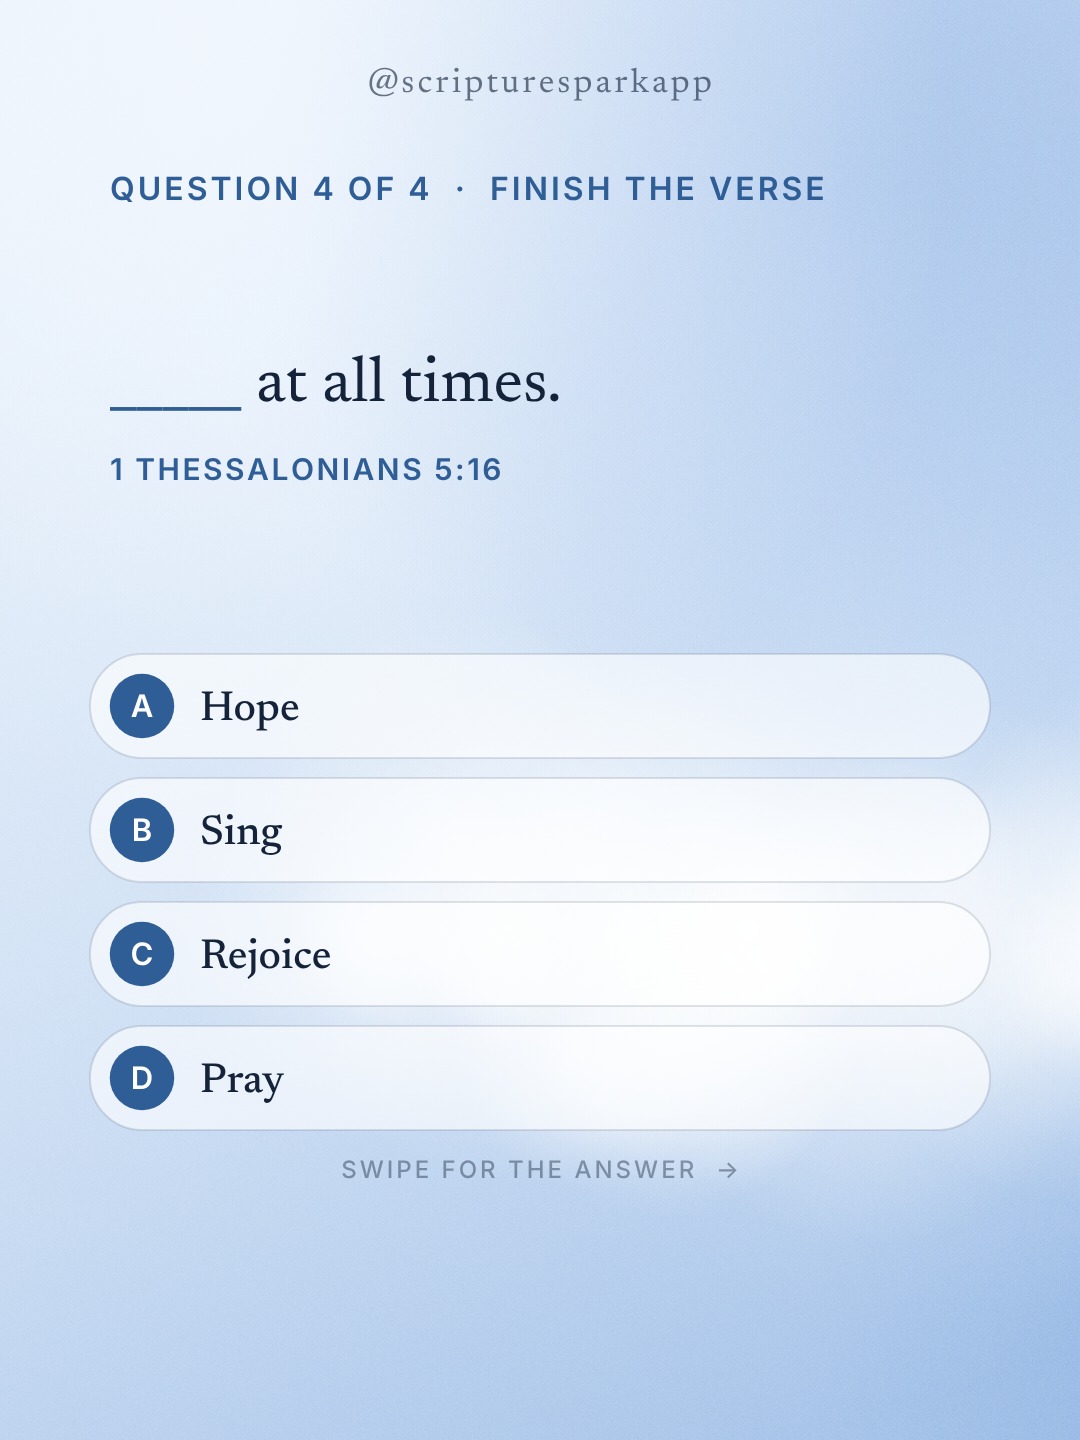 @scripturesparkapp
QUESTION 4 OF 4 · FINISH THE VERSE
_____ at all times.
1 THESSALONIANS 5:16
A Hope
B Sing
C Rejoice
D Pray
SWIPE FOR THE ANSWER →